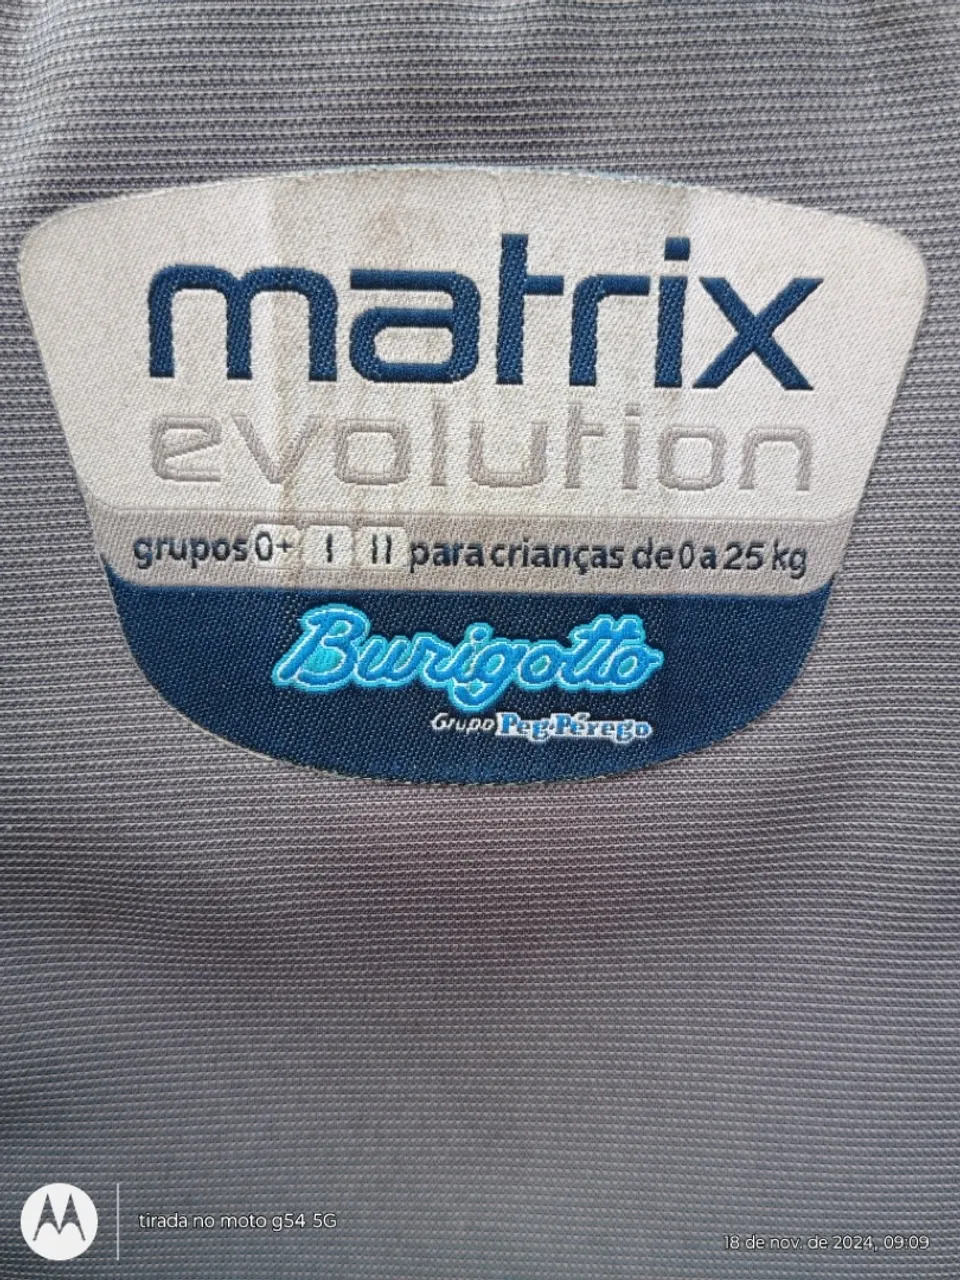 matrix
evolution
grupos 0+ I II para crianças de 0 a 25 kg
Burigotto
Grupo Peg-Pérego
tirada no moto g54 5G
18 de nov. de 2024, 09:09